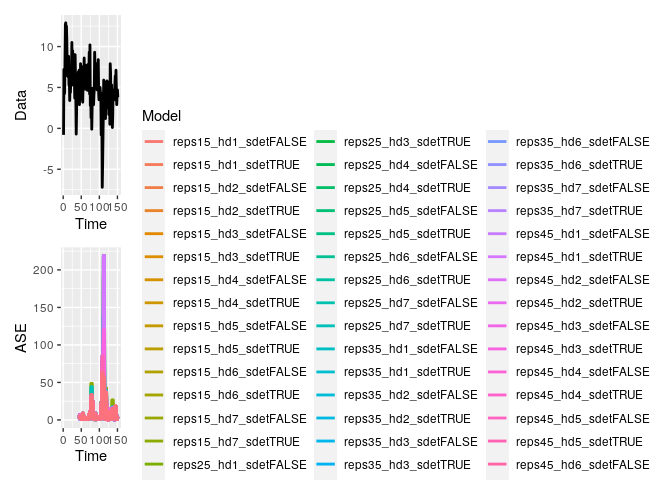 10
5
0
-5
Data
0 50 100 150
Time
200
150
100
50
0
ASE
0 50 100 150
Time
Model
reps15_hd1_sdetFALSE
reps15_hd1_sdetTRUE
reps15_hd2_sdetFALSE
reps15_hd2_sdetTRUE
reps15_hd3_sdetFALSE
reps15_hd3_sdetTRUE
reps15_hd4_sdetFALSE
reps15_hd4_sdetTRUE
reps15_hd5_sdetFALSE
reps15_hd5_sdetTRUE
reps15_hd6_sdetFALSE
reps15_hd6_sdetTRUE
reps15_hd7_sdetFALSE
reps15_hd7_sdetTRUE
reps25_hd1_sdetFALSE
reps25_hd3_sdetTRUE
reps25_hd4_sdetFALSE
reps25_hd4_sdetTRUE
reps25_hd5_sdetFALSE
reps25_hd5_sdetTRUE
reps25_hd6_sdetFALSE
reps25_hd6_sdetTRUE
reps25_hd7_sdetFALSE
reps25_hd7_sdetTRUE
reps35_hd1_sdetFALSE
reps35_hd1_sdetTRUE
reps35_hd2_sdetFALSE
reps35_hd2_sdetTRUE
reps35_hd3_sdetFALSE
reps35_hd3_sdetTRUE
reps35_hd6_sdetFALSE
reps35_hd6_sdetTRUE
reps35_hd7_sdetFALSE
reps35_hd7_sdetTRUE
reps45_hd1_sdetFALSE
reps45_hd1_sdetTRUE
reps45_hd2_sdetFALSE
reps45_hd2_sdetTRUE
reps45_hd3_sdetFALSE
reps45_hd3_sdetTRUE
reps45_hd4_sdetFALSE
reps45_hd4_sdetTRUE
reps45_hd5_sdetFALSE
reps45_hd5_sdetTRUE
reps45_hd6_sdetFALSE